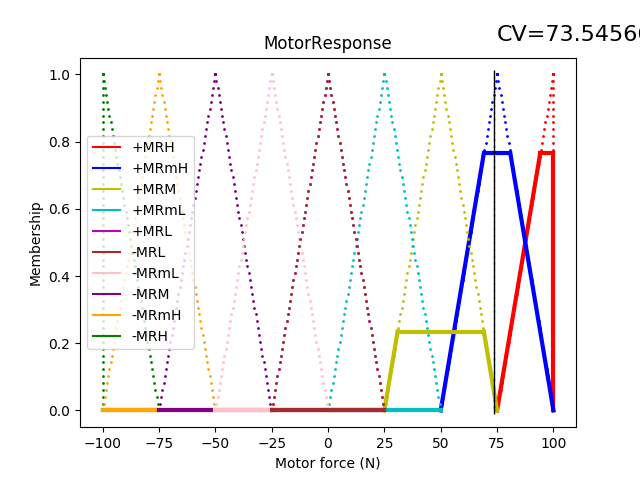 CV=73.5456
MotorResponse
Membership
1.0
0.8
0.6
0.4
0.2
0.0
+MRH
+MRmH
+MRM
+MRmL
+MRL
-MRL
-MRmL
-MRM
-MRmH
-MRH
−100 −75 −50 −25 0 25 50 75 100
Motor force (N)